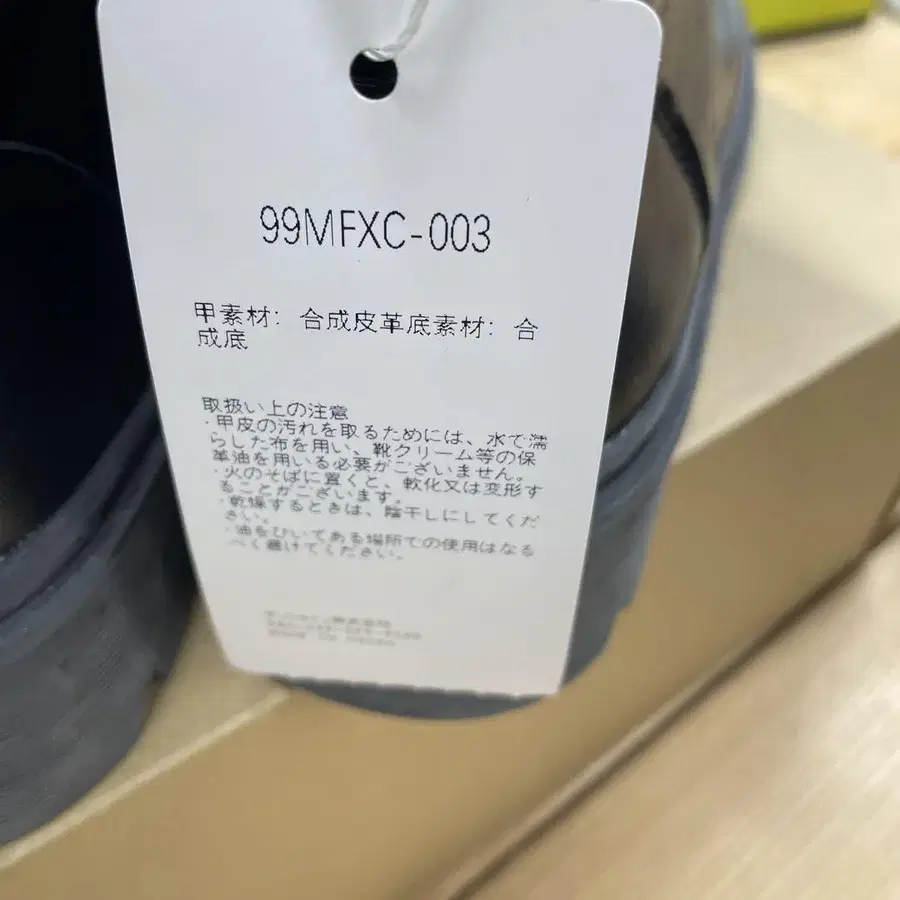 99MFXC-003
甲素材: 合成皮革底素材: 合
成底
取扱い上の注意
·甲皮の汚れを取るためには、水で濡
らした布を用い、靴クリーム等の保
革油を用いる必要がございません。
·火のそばに置くと、軟化又は変形す
ることがございます。
·乾燥するときは、陰干しにしてくだ
さい。
·油をひいてある場所での使用はなる
べく避けてください。